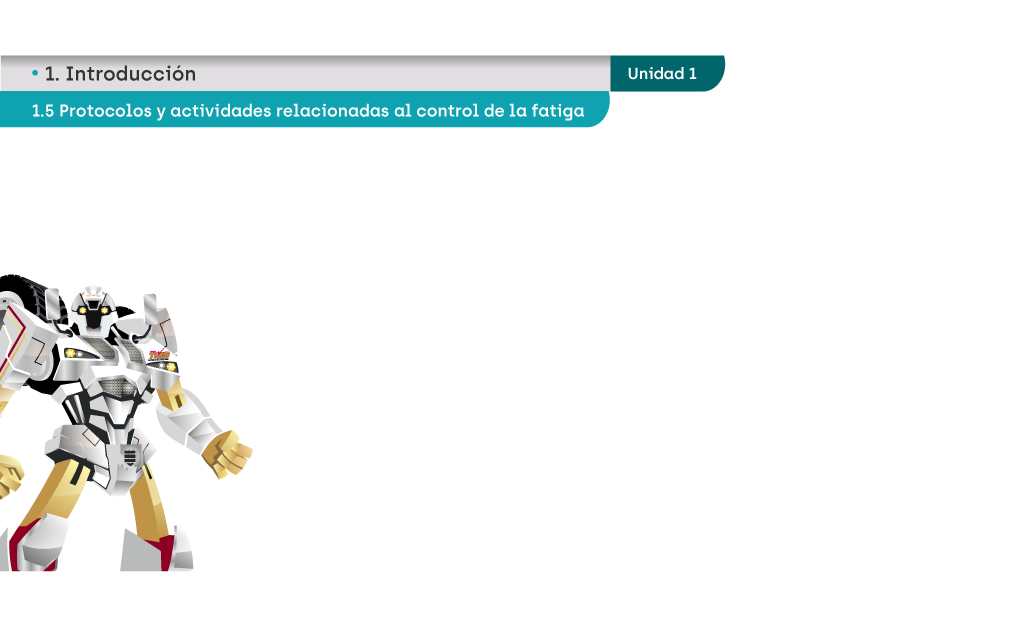 • 1. Introducción
Unidad 1
1.5 Protocolos y actividades relacionadas al control de la fatiga